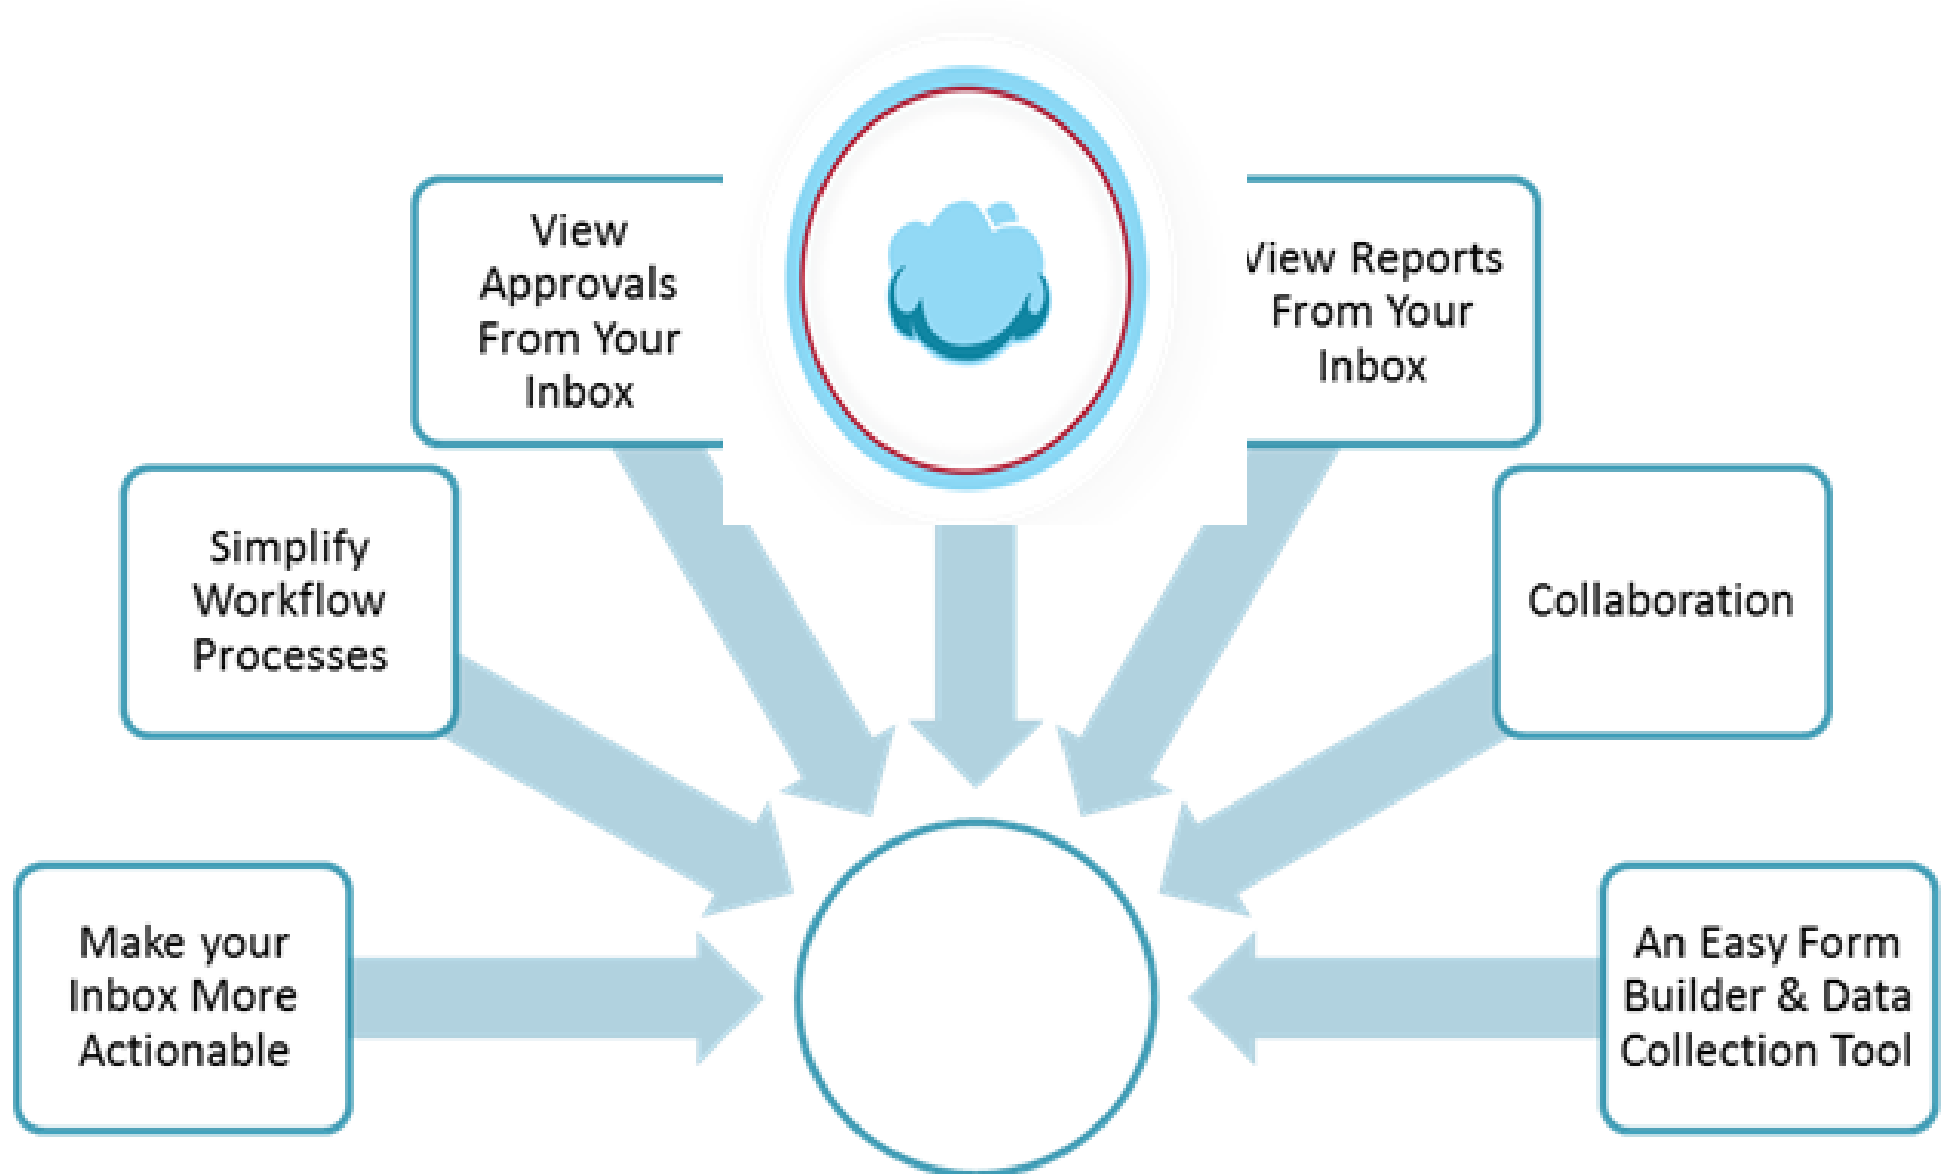 View
Approvals
From Your
Inbox
View Reports
From Your
Inbox
Simplify
Workflow
Processes
Collaboration
Make your
Inbox More
Actionable
An Easy Form
Builder & Data
Collection Tool